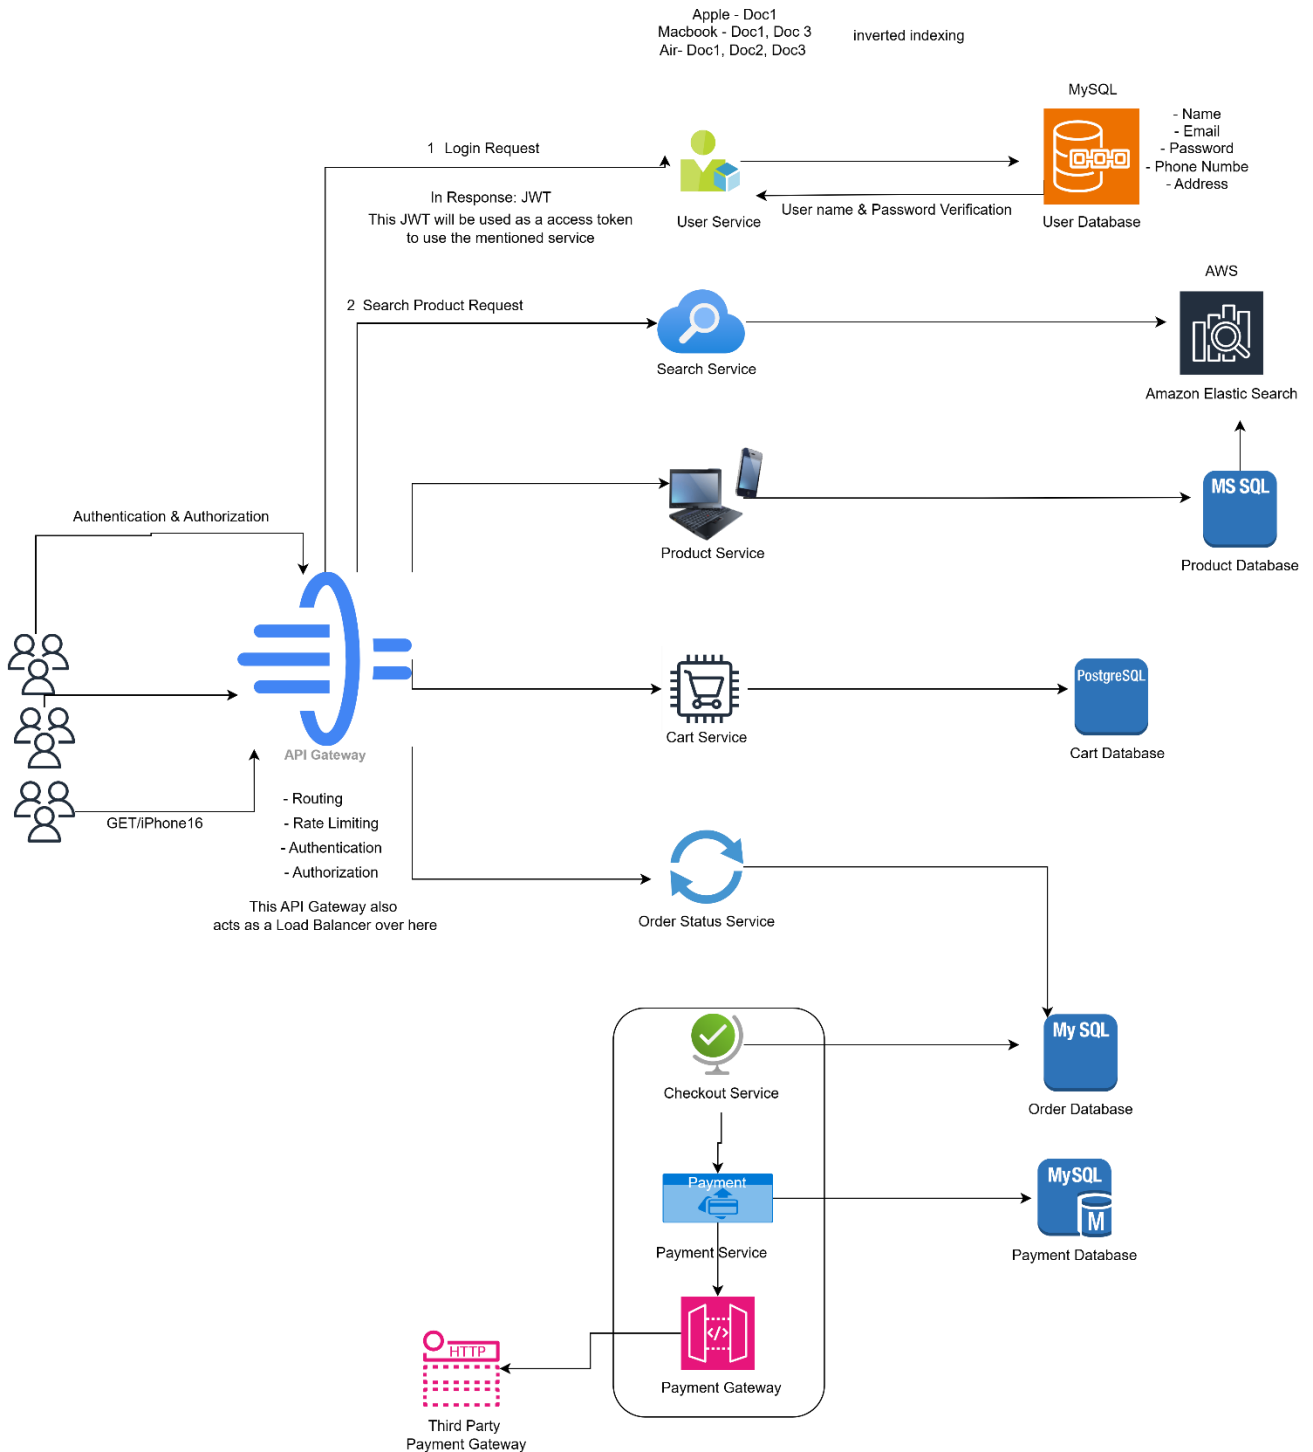 Apple - Doc1
Macbook - Doc1, Doc 3
Air- Doc1, Doc2, Doc3
inverted indexing
MySQL
- Name
- Email
- Password
- Phone Numbe
- Address
1  Login Request
In Response: JWT
This JWT will be used as a access token
to use the mentioned service
User Service
User name & Password Verification
User Database
AWS
2  Search Product Request
Search Service
Amazon Elastic Search
MS SQL
Product Service
Product Database
Authentication & Authorization
PostgreSQL
Cart Service
Cart Database
API Gateway
GET/iPhone16
- Routing
- Rate Limiting
- Authentication
- Authorization
This API Gateway also
acts as a Load Balancer over here
Order Status Service
My SQL
Checkout Service
Order Database
Payment
MySQL
M
Payment Service
Payment Database
</>
HTTP
Payment Gateway
Third Party
Payment Gateway